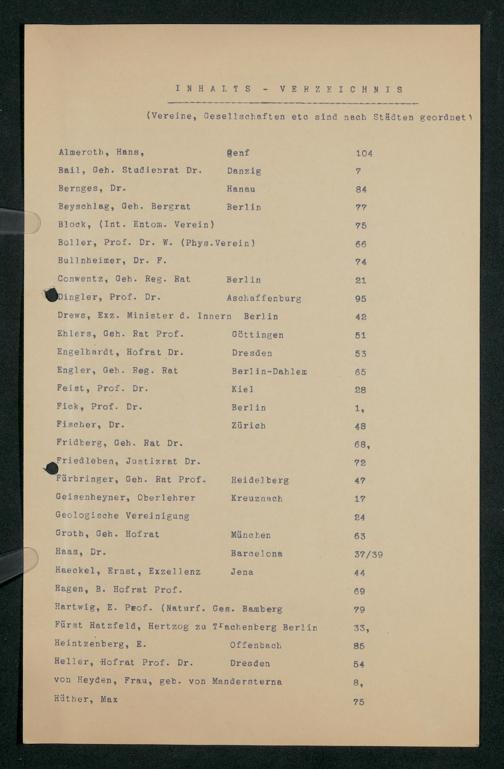 INHALTS - VERZEICHNIS
(Vereine, Gesellschaften etc sind nach Städten geordnet)
Almeroth, Hans, Genf 104
Bail, Geh. Studienrat Dr. Danzig 7
Bernges, Dr. Hanau 84
Beyschlag, Geh. Bergrat Berlin 77
Block, (Int. Entom. Verein) 75
Boller, Prof. Dr. W. (Phys.Verein) 66
Bullnheimer, Dr. F. 74
Conwentz, Geh. Reg. Rat Berlin 21
Dingler, Prof. Dr. Aschaffenburg 95
Drews, Exz. Minister d. Innern Berlin 42
Ehlers, Geh. Rat Prof. Göttingen 51
Engelhardt, Hofrat Dr. Dresden 53
Engler, Geh. Reg. Rat Berlin-Dahlem 65
Feist, Prof. Dr. Kiel 28
Fick, Prof. Dr. Berlin 1,
Fischer, Dr. Zürich 48
Fridberg, Geh. Rat Dr. 68,
Friedleben, Justizrat Dr. 72
Fürbringer, Geh. Rat Prof. Heidelberg 47
Geisenheyner, Oberlehrer Kreuznach 17
Geologische Vereinigung 24
Groth, Geh. Hofrat München 63
Haas, Dr. Barcelona 37/39
Haeckel, Ernst, Exzellenz Jena 44
Hagen, B. Hofrat Prof. 69
Hartwig, E. Prof. (Naturf. Ges. Bamberg 79
Fürst Hatzfeld, Hertzog zu Trachenberg Berlin 33,
Heintzenberg, E. Offenbach 85
Heller, Hofrat Prof. Dr. Dresden 54
von Heyden, Frau, geb. von Mandersterna 8,
Hüther, Max 75